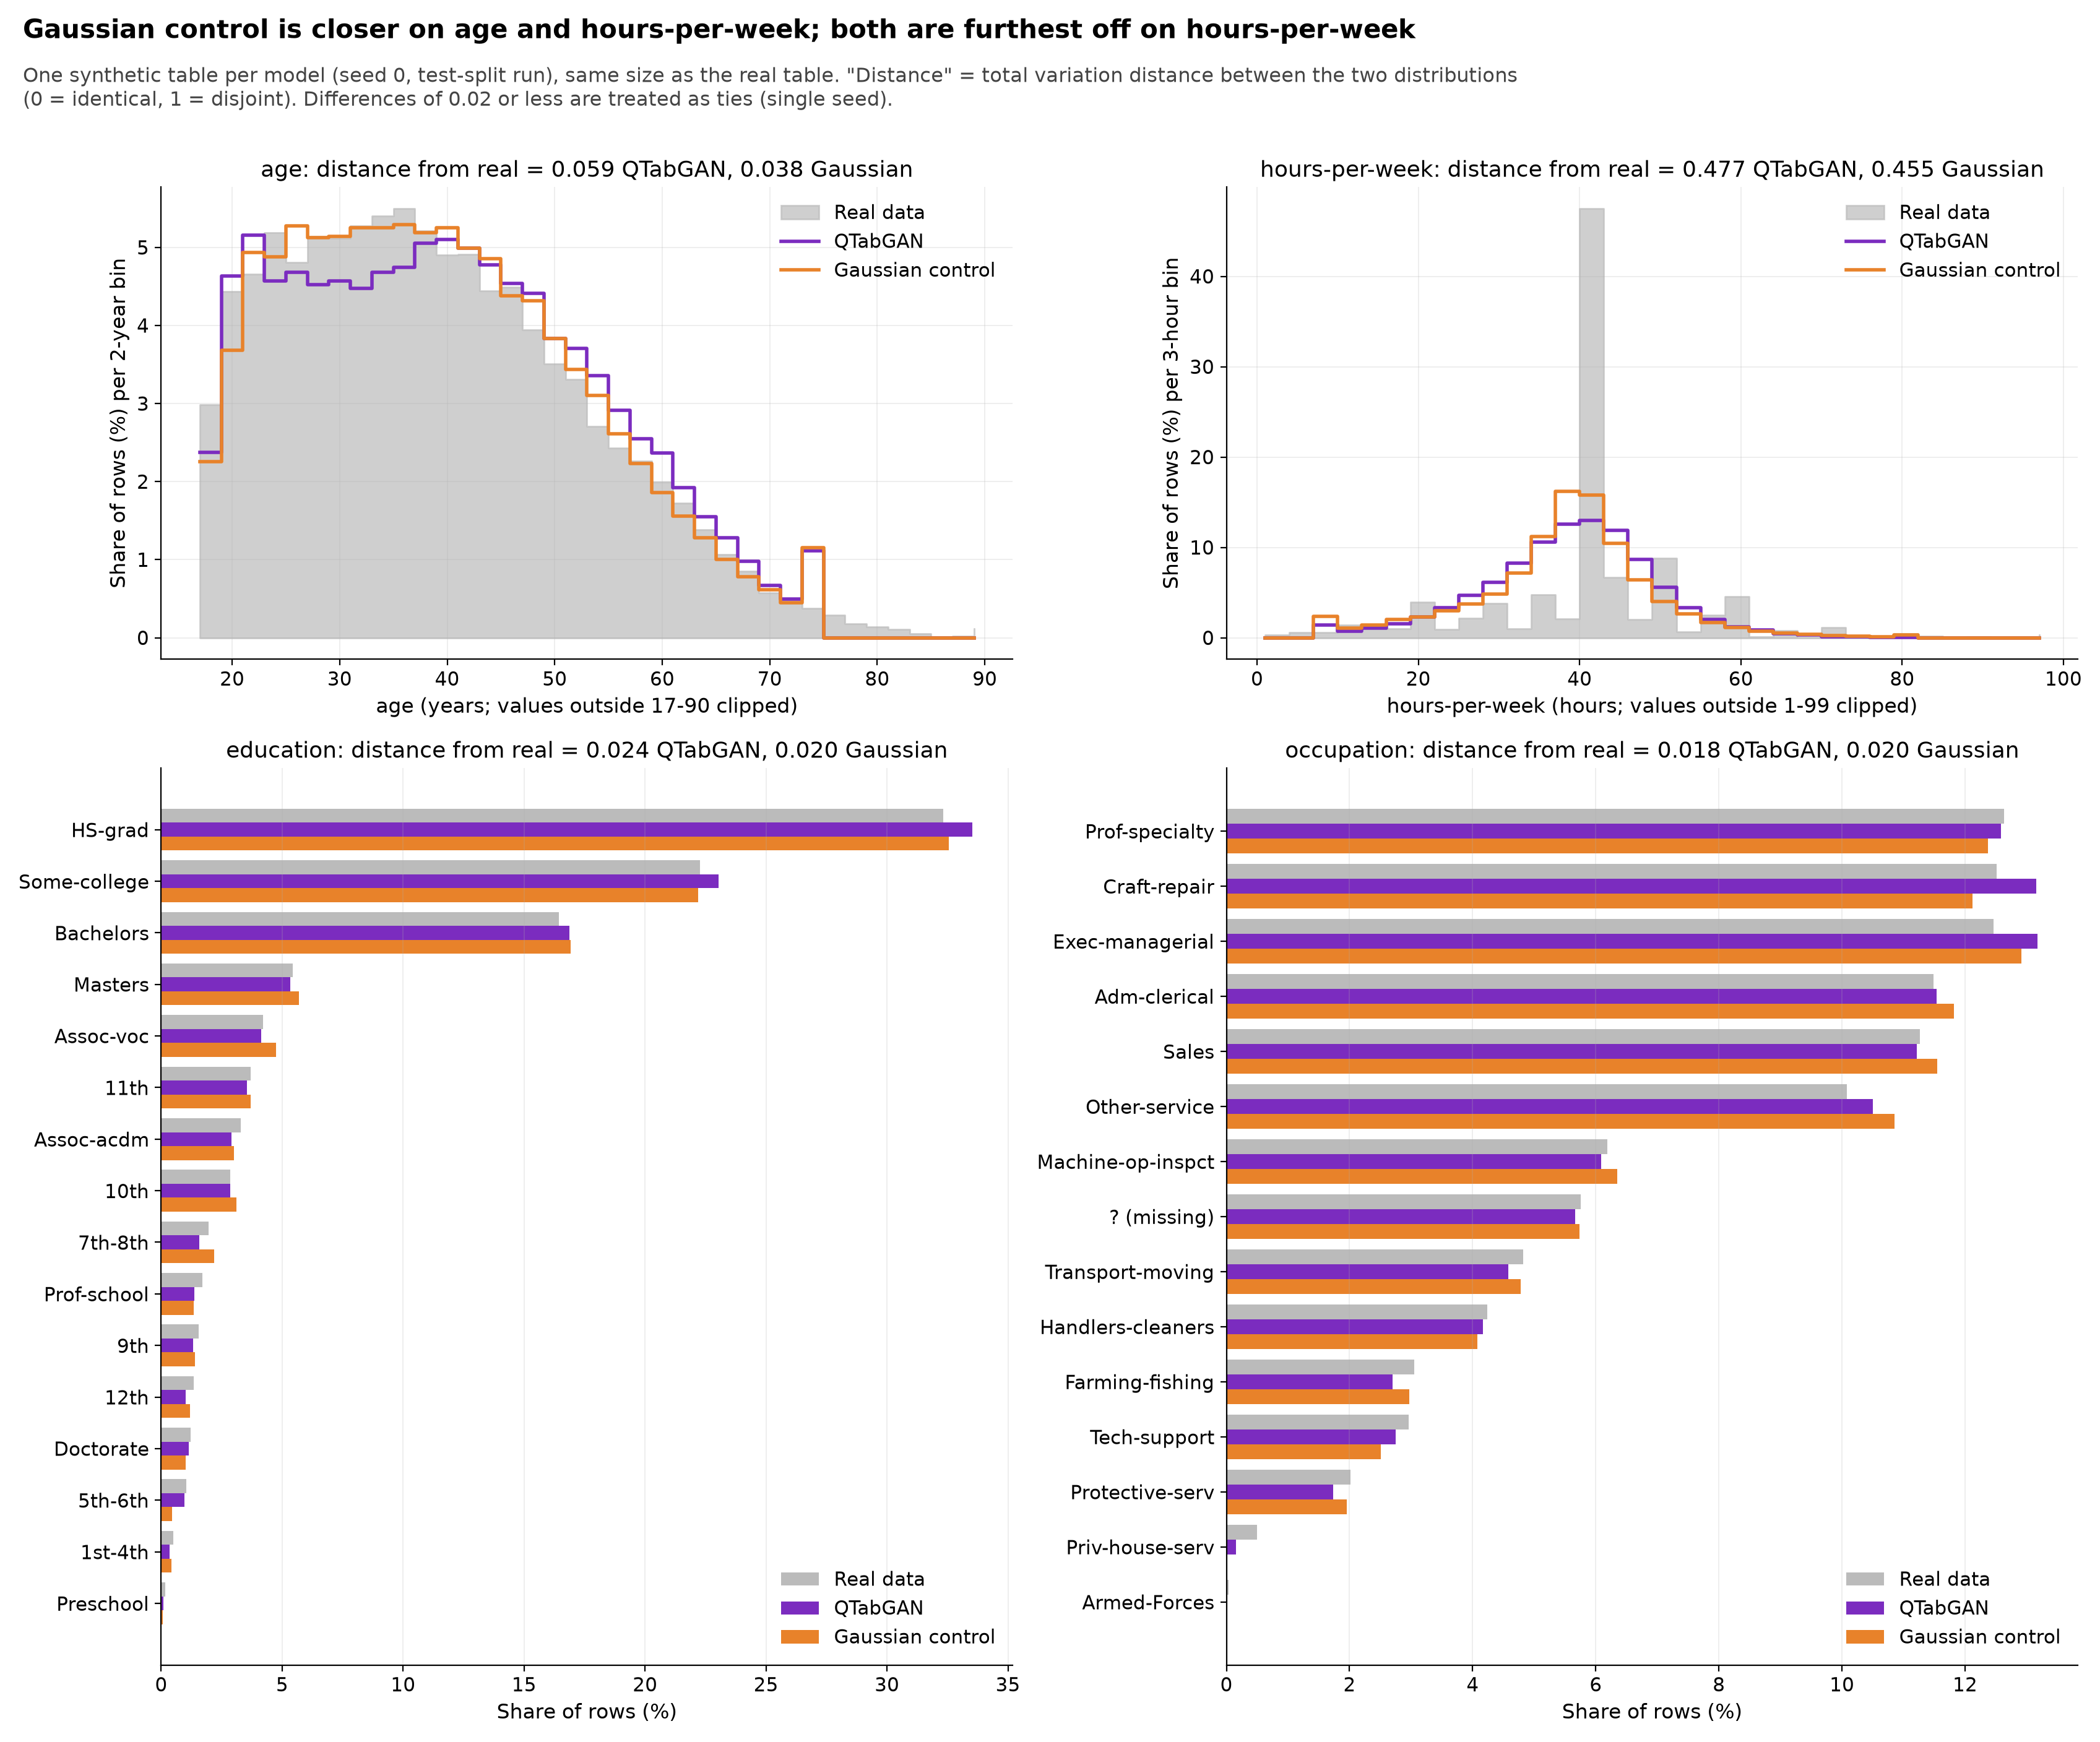 Gaussian control is closer on age and hours-per-week; both are furthest off on hours-per-week
One synthetic table per model (seed 0, test-split run), same size as the real table. "Distance" = total variation distance between the two distributions
(0 = identical, 1 = disjoint). Differences of 0.02 or less are treated as ties (single seed).
age: distance from real = 0.059 QTabGAN, 0.038 Gaussian
Share of rows (%) per 2-year bin
5
4
3
2
1
0
Real data
QTabGAN
Gaussian control
20 30 40 50 60 70 80 90
age (years; values outside 17-90 clipped)
hours-per-week: distance from real = 0.477 QTabGAN, 0.455 Gaussian
Share of rows (%) per 3-hour bin
40
30
20
10
0
Real data
QTabGAN
Gaussian control
0 20 40 60 80 100
hours-per-week (hours; values outside 1-99 clipped)
education: distance from real = 0.024 QTabGAN, 0.020 Gaussian
HS-grad
Some-college
Bachelors
Masters
Assoc-voc
11th
Assoc-acdm
10th
7th-8th
Prof-school
9th
12th
Doctorate
5th-6th
1st-4th
Preschool
Real data
QTabGAN
Gaussian control
0 5 10 15 20 25 30 35
Share of rows (%)
occupation: distance from real = 0.018 QTabGAN, 0.020 Gaussian
Prof-specialty
Craft-repair
Exec-managerial
Adm-clerical
Sales
Other-service
Machine-op-inspct
? (missing)
Transport-moving
Handlers-cleaners
Farming-fishing
Tech-support
Protective-serv
Priv-house-serv
Armed-Forces
Real data
QTabGAN
Gaussian control
0 2 4 6 8 10 12
Share of rows (%)